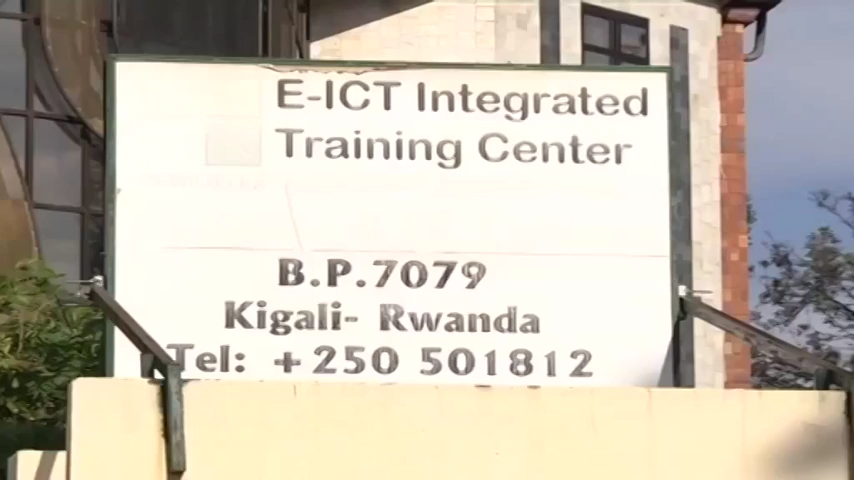 E-ICT Integrated
Training Center
B.P.7079
Kigali- Rwanda
Tel: +250 501812